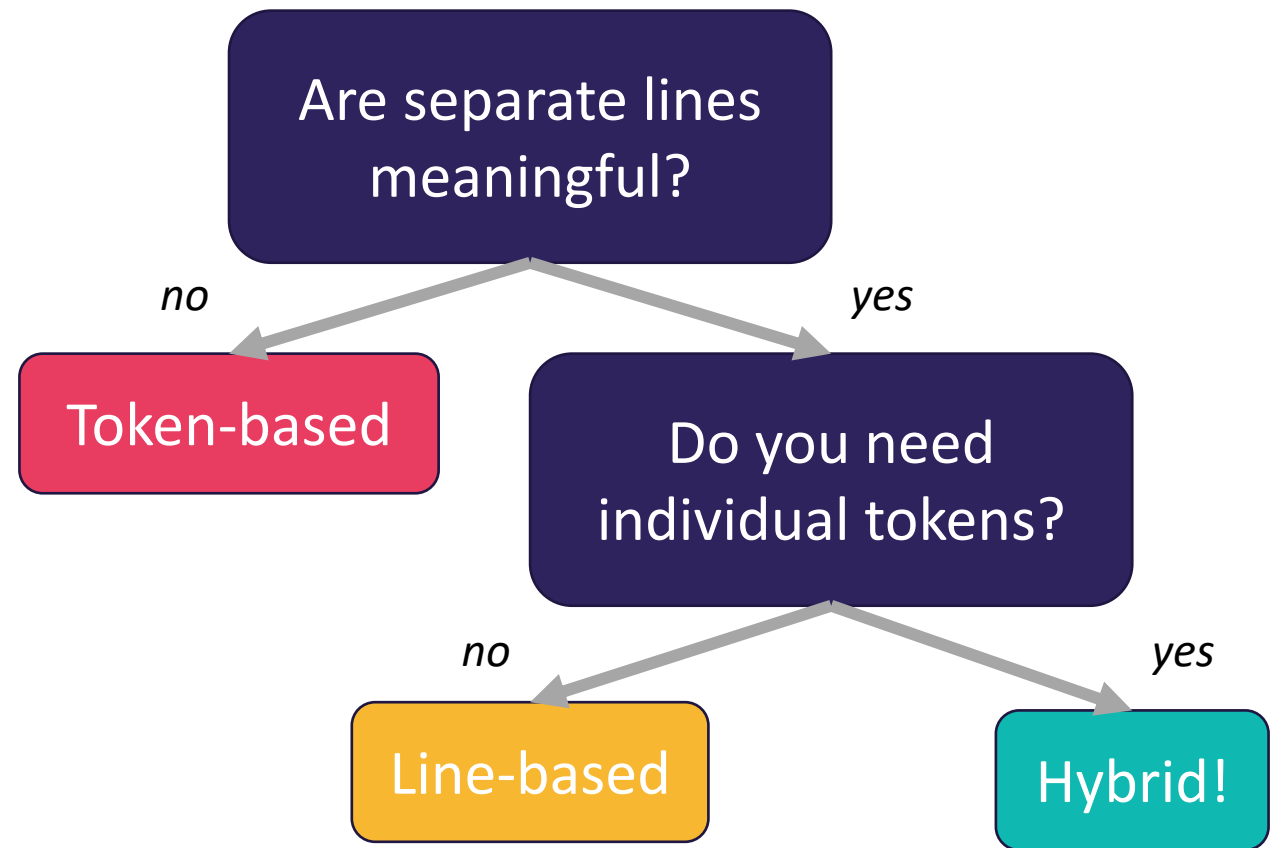 Are separate lines
meaningful?
no
yes
Token-based
Do you need
individual tokens?
no
yes
Line-based
Hybrid!